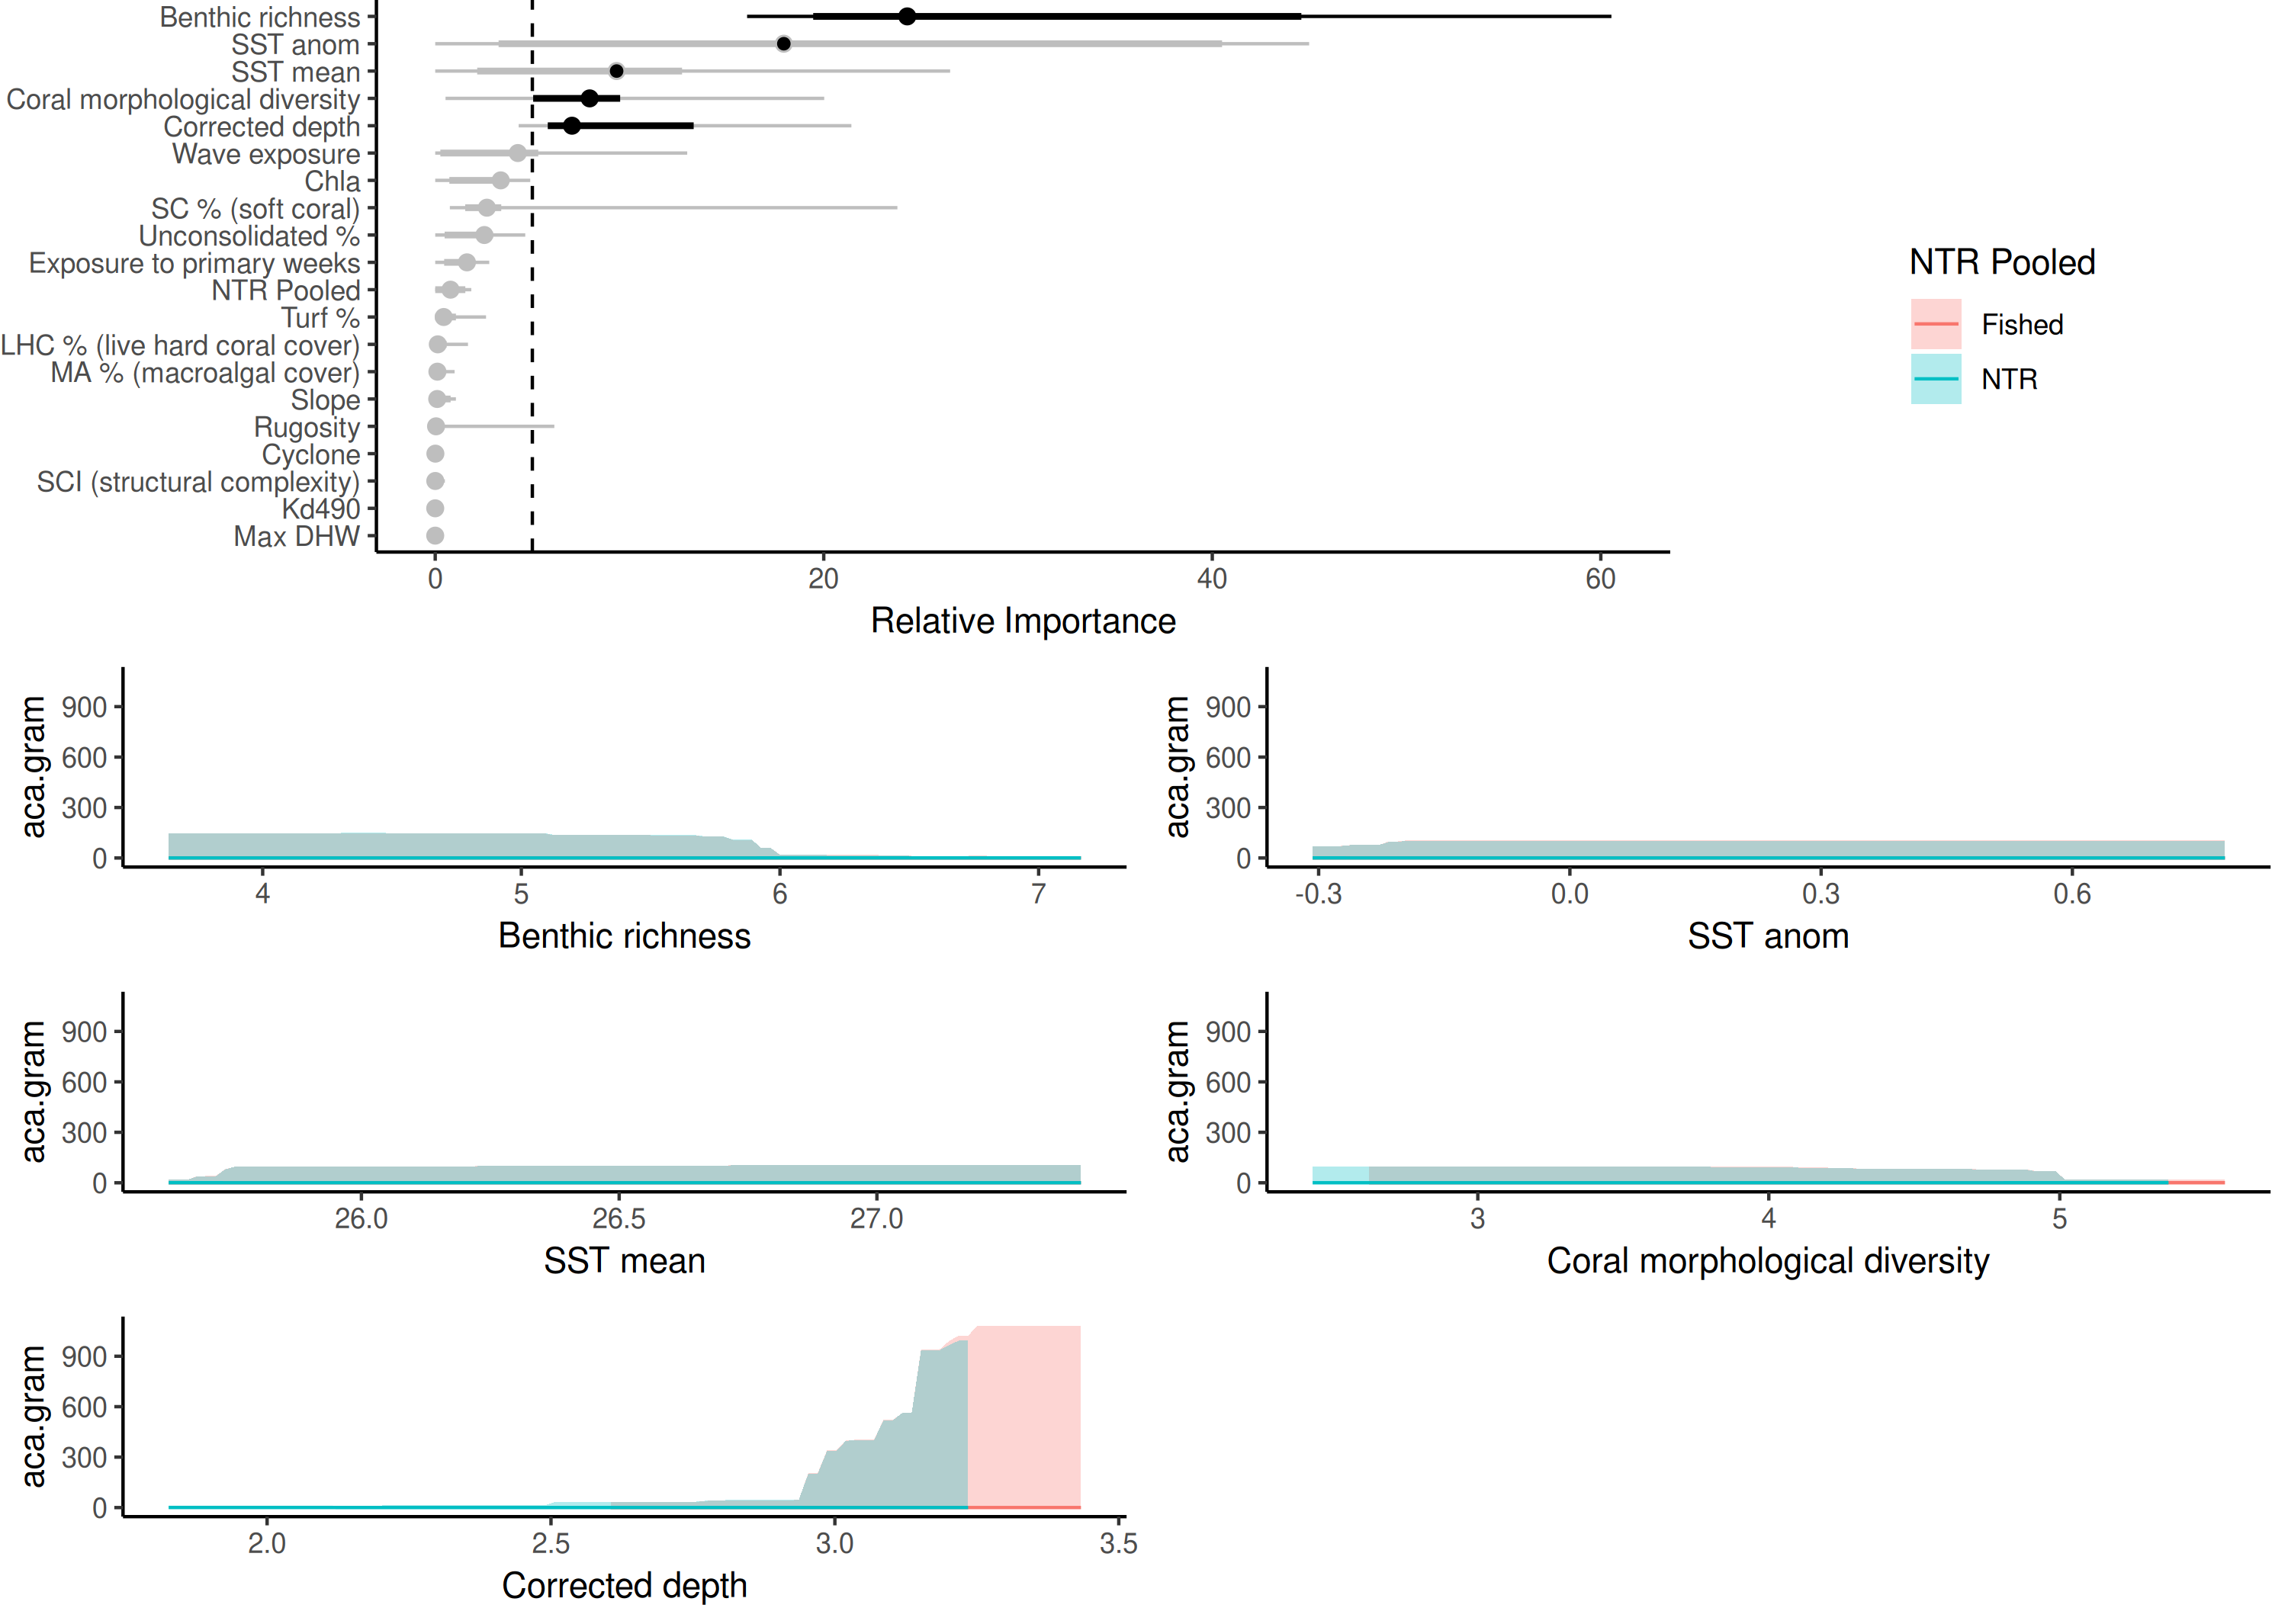 Benthic richness
SST anom
SST mean
Coral morphological diversity
Corrected depth
Wave exposure
Chla
SC % (soft coral)
Unconsolidated %
Exposure to primary weeks
NTR Pooled
Turf %
LHC % (live hard coral cover)
MA % (macroalgal cover)
Slope
Rugosity
Cyclone
SCI (structural complexity)
Kd490
Max DHW
0 20 40 60
Relative Importance
NTR Pooled
Fished
NTR
aca.gram
900
600
300
0
4 5 6 7
Benthic richness
aca.gram
900
600
300
0
-0.3 0.0 0.3 0.6
SST anom
aca.gram
900
600
300
0
26.0 26.5 27.0
SST mean
aca.gram
900
600
300
0
3 4 5
Coral morphological diversity
aca.gram
900
600
300
0
2.0 2.5 3.0 3.5
Corrected depth